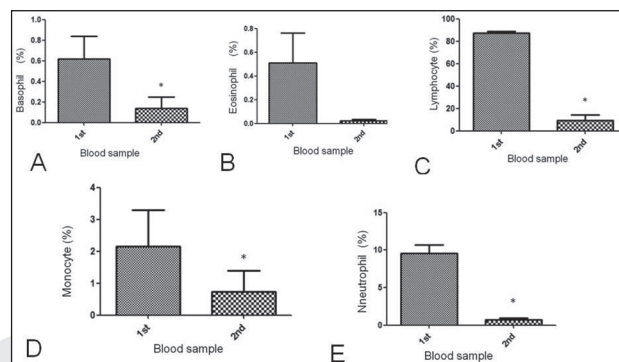 Basophil (%)
1.0
0.8
0.6
0.4
0.2
0.0
*
1st
2nd
Blood sample
A
Eosinophil (%)
0.8
0.6
0.4
0.2
0.0
1st
2nd
Blood sample
B
Lymphocyte (%)
100
80
60
40
20
0
*
1st
2nd
Blood sample
C
Monocyte (%)
4
3
2
1
0
*
1st
2nd
Blood sample
D
Nneutrophil (%)
15
10
5
0
*
1st
2nd
Blood sample
E